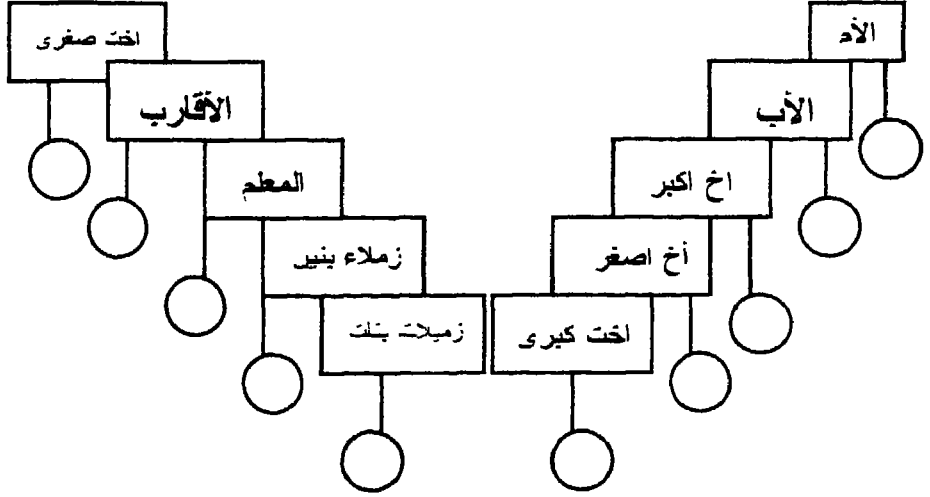 الأم
الأب
اخ اكبر
أخ اصغر
اخت كبرى
اخت صغرى
الأقارب
المعلم
زملاء بنين
زميلات بنات